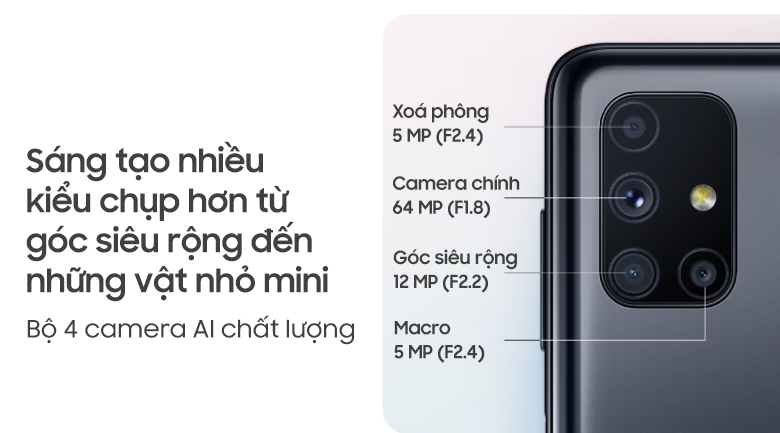 Sáng tạo nhiều
kiểu chụp hơn từ
góc siêu rộng đến
những vật nhỏ mini
Bộ 4 camera AI chất lượng
Xoá phông
5 MP (F2.4)
Camera chính
64 MP (F1.8)
Góc siêu rộng
12 MP (F2.2)
Macro
5 MP (F2.4)